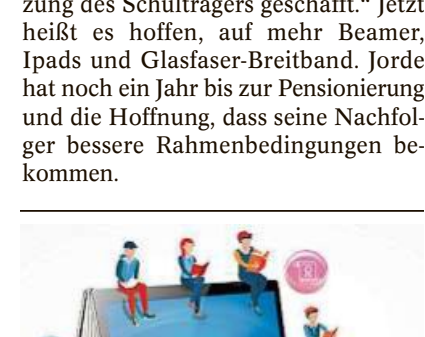 zung des Schulträgers geschafft.“ Jetzt
heißt es hoffen, auf mehr Beamer,
Ipads und Glasfaser-Breitband. Jorde
hat noch ein Jahr bis zur Pensionierung
und die Hoffnung, dass seine Nachfol-
ger bessere Rahmenbedingungen be-
kommen.